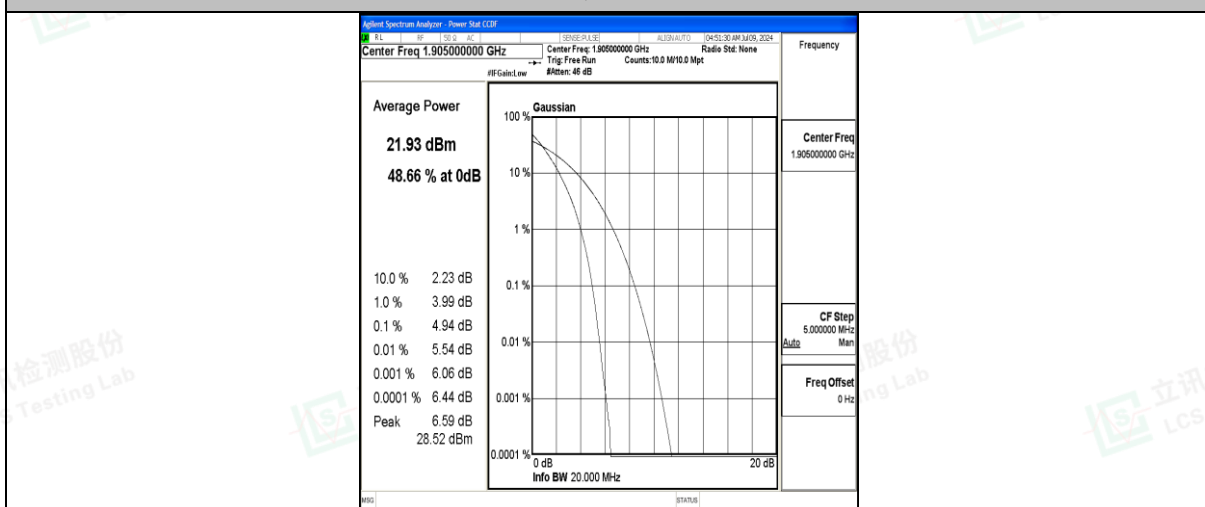 Agilent Spectrum Analyzer - Power Stat CCDF
RL RF 50 Ω AC SENSE:PULSE ALIGNAUTO 04:51:30 AM Jul 09, 2024
Center Freq 1.905000000 GHz
Center Freq: 1.905000000 GHz Radio Std: None
Trig: Free Run Counts:10.0 M/10.0 Mpt
#IFGain:Low #Atten: 46 dB
Frequency
Average Power
21.93 dBm
48.66 % at 0dB
10.0 % 2.23 dB
1.0 % 3.99 dB
0.1 % 4.94 dB
0.01 % 5.54 dB
0.001 % 6.06 dB
0.0001 % 6.44 dB
Peak 6.59 dB
28.52 dBm
Gaussian
100 %
10 %
1 %
0.1 %
0.01 %
0.001 %
0.0001 %
0 dB 20 dB
Info BW 20.000 MHz
Center Freq
1.905000000 GHz
CF Step
5.000000 MHz
Auto Man
Freq Offset
0 Hz
MSG STATUS
讯检测股份
S Testing Lab
LCS
股份
ng Lab
立讯
LCS